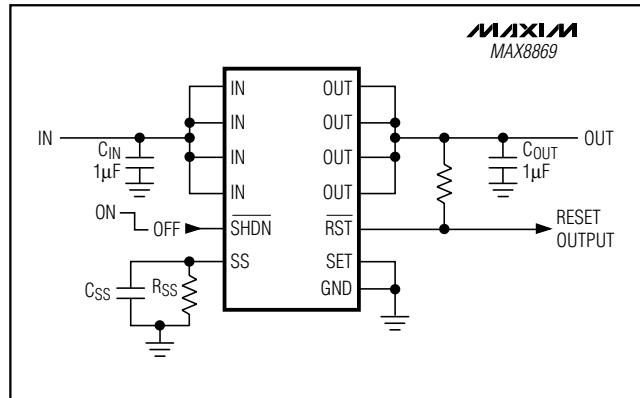 MAXIM
MAX8869
IN OUT
IN OUT
IN OUT
IN OUT
IN
OUT
CIN
1µF
COUT
1µF
ON
OFF
SHDN
RST
RESET
OUTPUT
SS
SET
GND
CSS
RSS